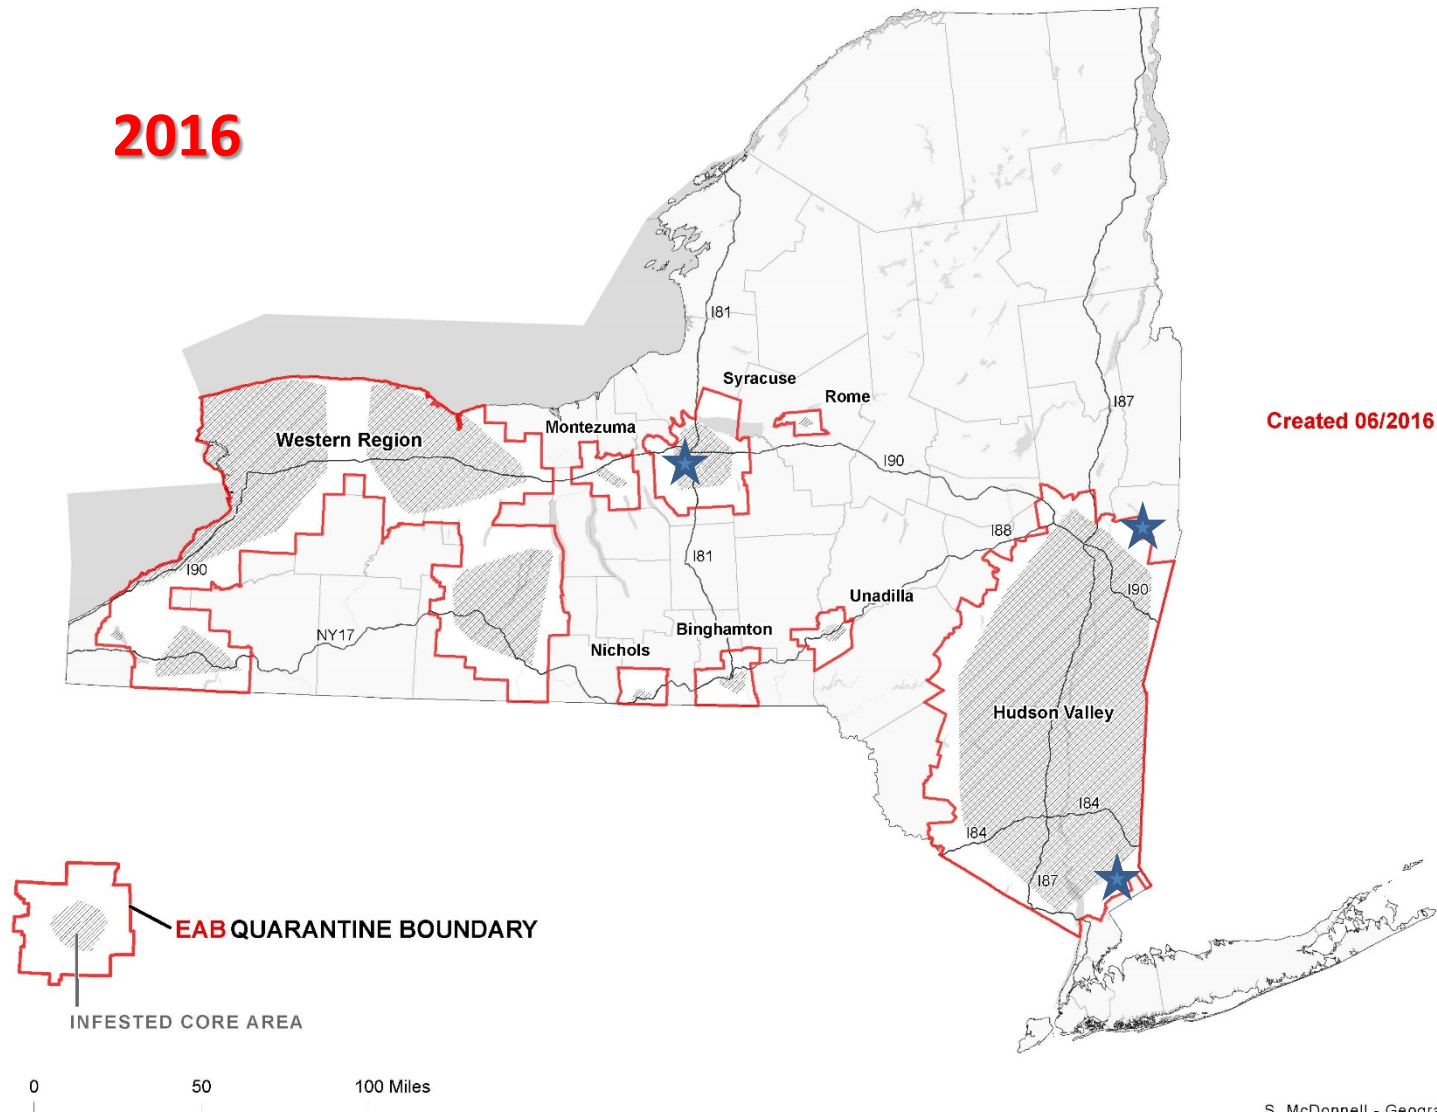 2016
I81
Syracuse
Rome
I87
Created 06/2016
Montezuma
Western Region
I90
I88
I81
I90
I90
Unadilla
NY17
Binghamton
Nichols
Hudson Valley
I84
I84
I87
EAB QUARANTINE BOUNDARY
INFESTED CORE AREA
0 50 100 Miles
S. McDonnell - Geogra